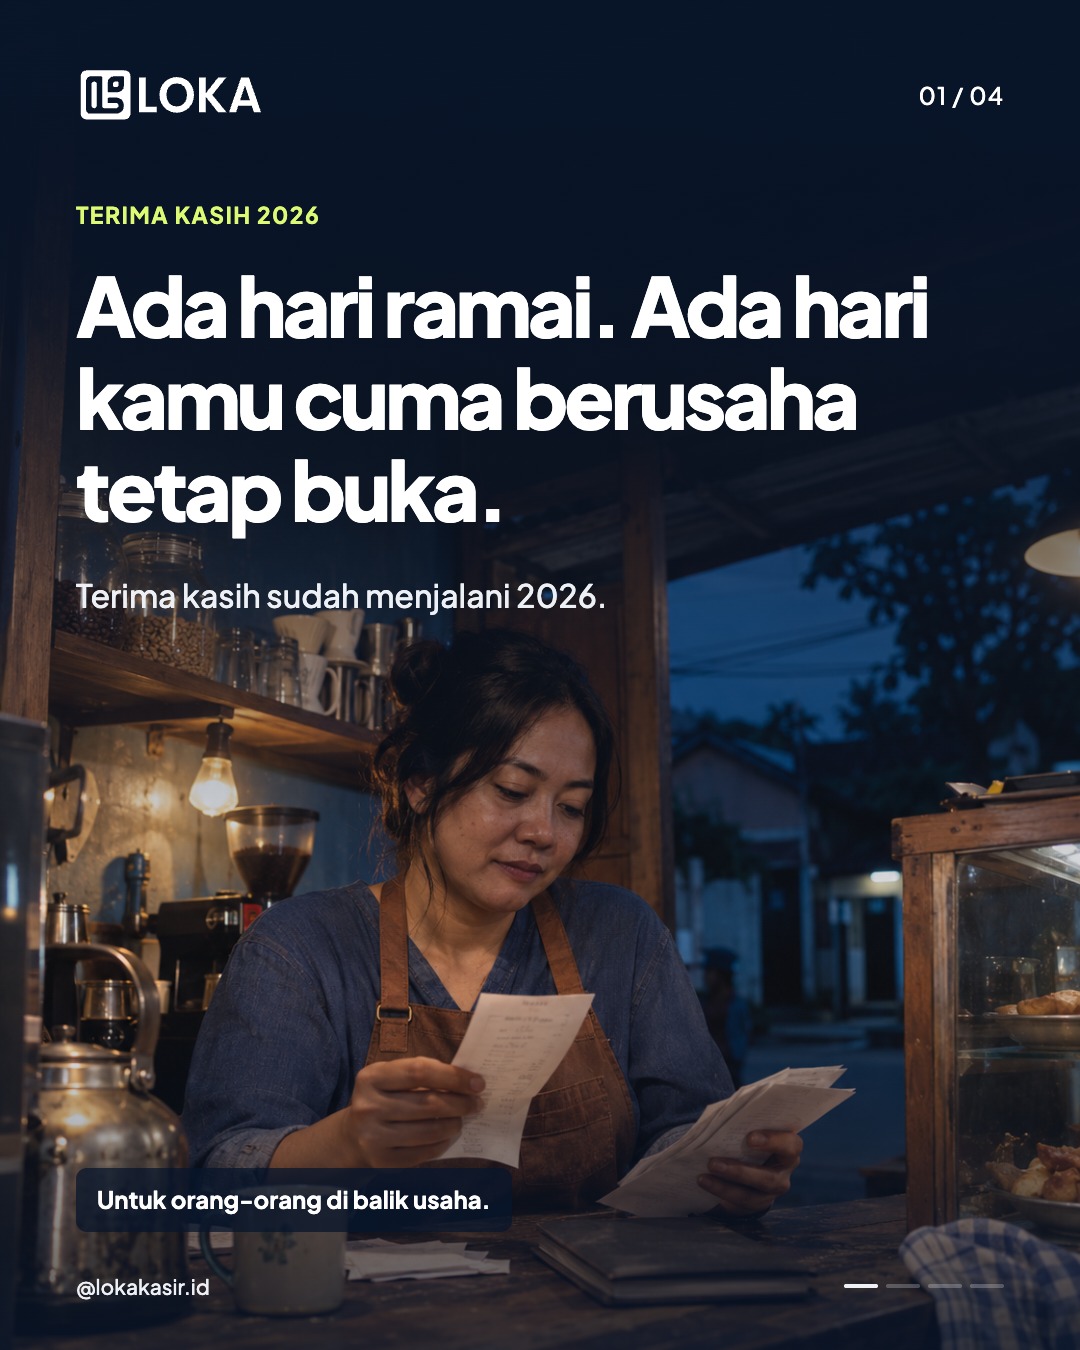 LOKA
01 / 04
TERIMA KASIH 2026
Ada hari ramai. Ada hari
kamu cuma berusaha
tetap buka.
Terima kasih sudah menjalani 2026.
Untuk orang-orang di balik usaha.
@lokakasir.id